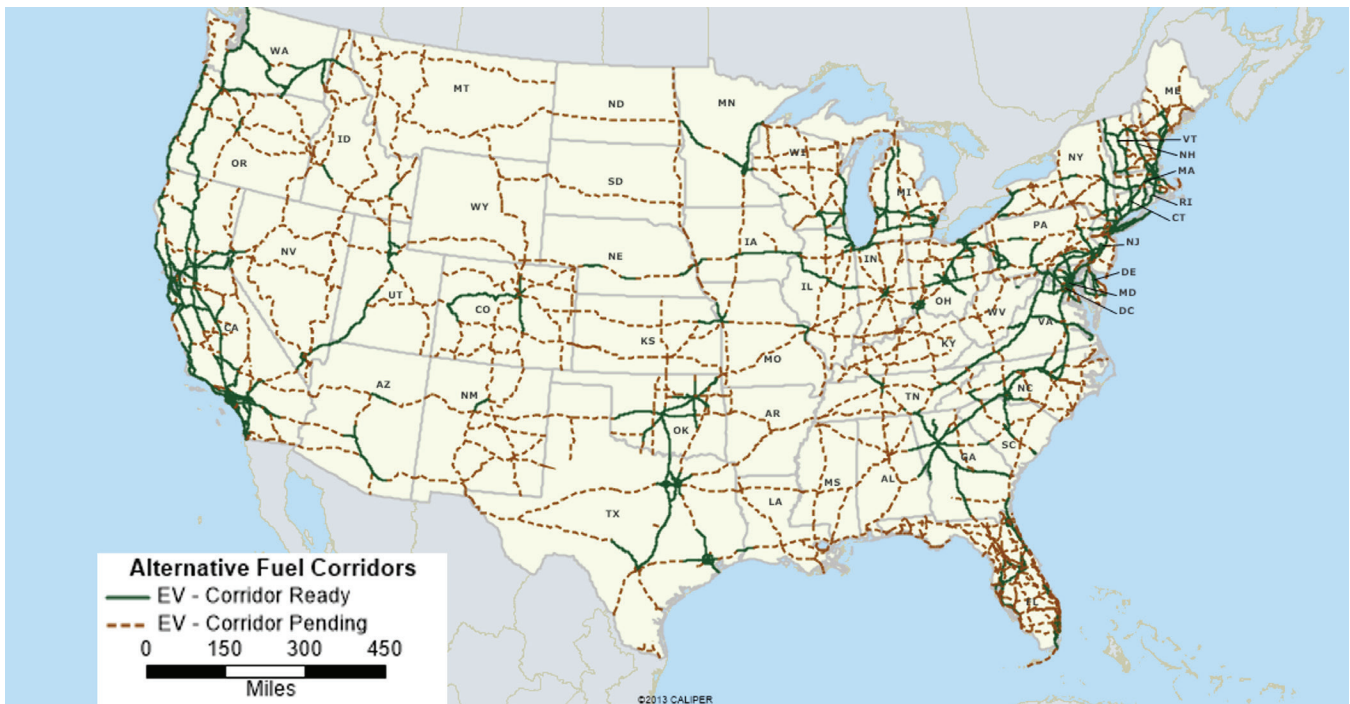 WA
MT
ND
MN
ME
VT
NH
MA
RI
CT
NY
WI
MI
OR
ID
SD
WY
IA
PA
NJ
DE
MD
DC
NE
NV
UT
CO
IL
IN
OH
WV
VA
CA
KS
MO
KY
AZ
NM
OK
AR
TN
NC
SC
GA
AL
MS
LA
TX
FL
Alternative Fuel Corridors
EV - Corridor Ready
EV - Corridor Pending
0 150 300 450
Miles
©2013 CALIPER